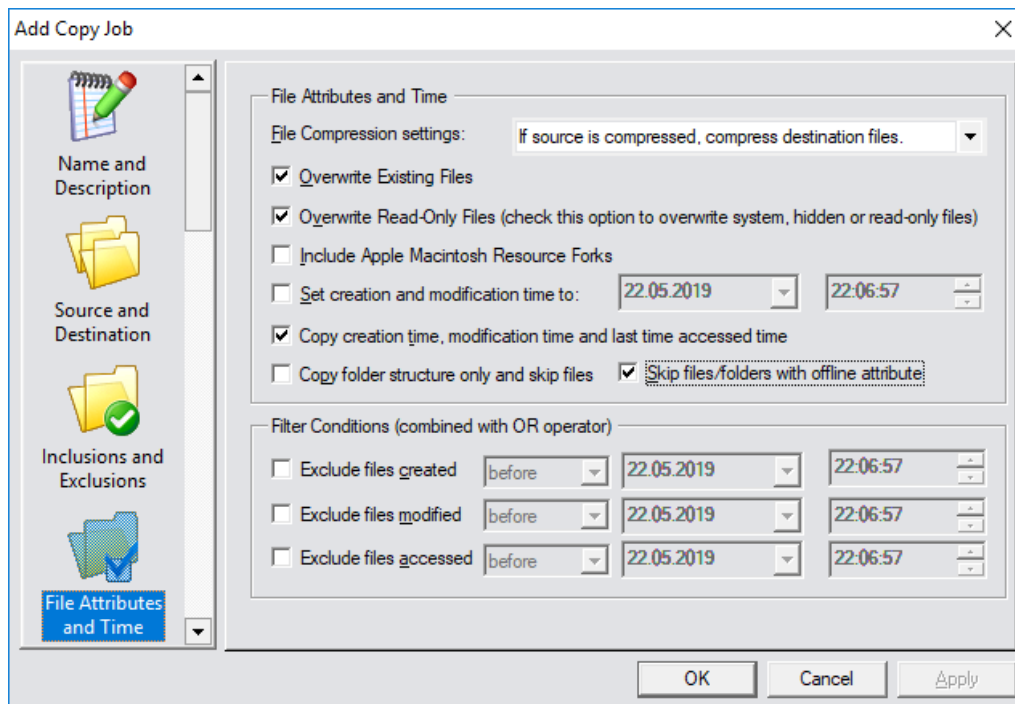 Add Copy Job
Name and
Description
Source and
Destination
Inclusions and
Exclusions
File Attributes
and Time
File Attributes and Time
File Compression settings: If source is compressed, compress destination files.
Overwrite Existing Files
Overwrite Read-Only Files (check this option to overwrite system, hidden or read-only files)
Include Apple Macintosh Resource Forks
Set creation and modification time to: 22.05.2019 22:06:57
Copy creation time, modification time and last time accessed time
Copy folder structure only and skip files Skip files/folders with offline attribute
Filter Conditions (combined with OR operator)
Exclude files created before 22.05.2019 22:06:57
Exclude files modified before 22.05.2019 22:06:57
Exclude files accessed before 22.05.2019 22:06:57
OK Cancel Apply